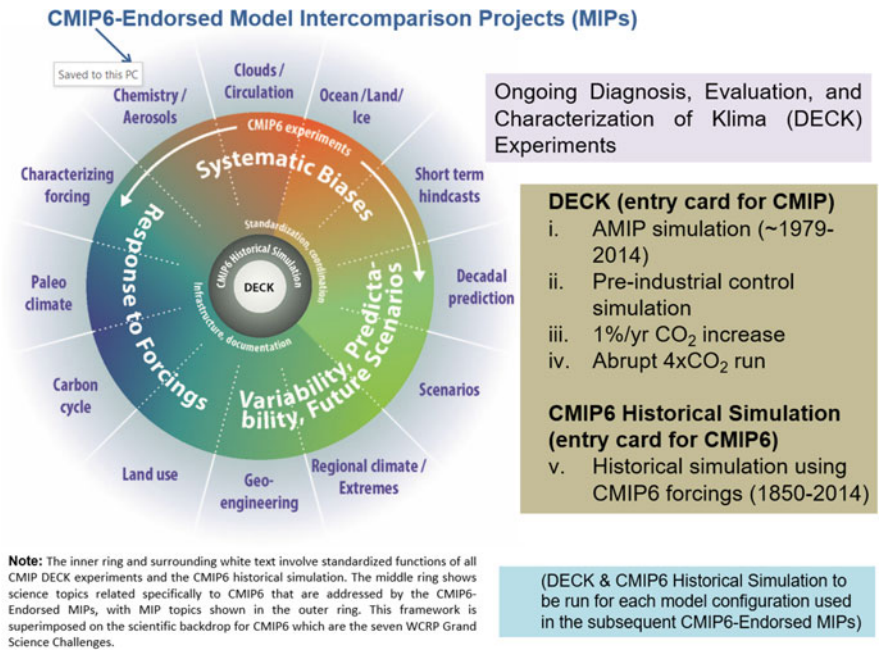 CMIP6-Endorsed Model Intercomparison Projects (MIPs)
Saved to this PC
Chemistry /
Aerosols
Clouds /
Circulation
Ocean /Land/
Ice
Characterizing
forcing
Short term
hindcasts
Paleo
climate
Decadal
prediction
Carbon
cycle
Scenarios
Land use
Geo-
engineering
Regional climate /
Extremes
CMIP6 experiments
Systematic Biases
Response to Forcings
Variability, Predicta-
bility, Future Scenarios
Standardization, coordination
Infrastructure, documentation
CMIP6 Historical Simulation
DECK
Ongoing Diagnosis, Evaluation, and
Characterization of Klima (DECK)
Experiments
DECK (entry card for CMIP)
i. AMIP simulation (~1979-
2014)
ii. Pre-industrial control
simulation
iii. 1%/yr CO₂ increase
iv. Abrupt 4xCO₂ run
CMIP6 Historical Simulation
(entry card for CMIP6)
v. Historical simulation using
CMIP6 forcings (1850-2014)
Note: The inner ring and surrounding white text involve standardized functions of all
CMIP DECK experiments and the CMIP6 historical simulation. The middle ring shows
science topics related specifically to CMIP6 that are addressed by the CMIP6-
Endorsed MIPs, with MIP topics shown in the outer ring. This framework is
superimposed on the scientific backdrop for CMIP6 which are the seven WCRP Grand
Science Challenges.
(DECK & CMIP6 Historical Simulation to
be run for each model configuration used
in the subsequent CMIP6-Endorsed MIPs)